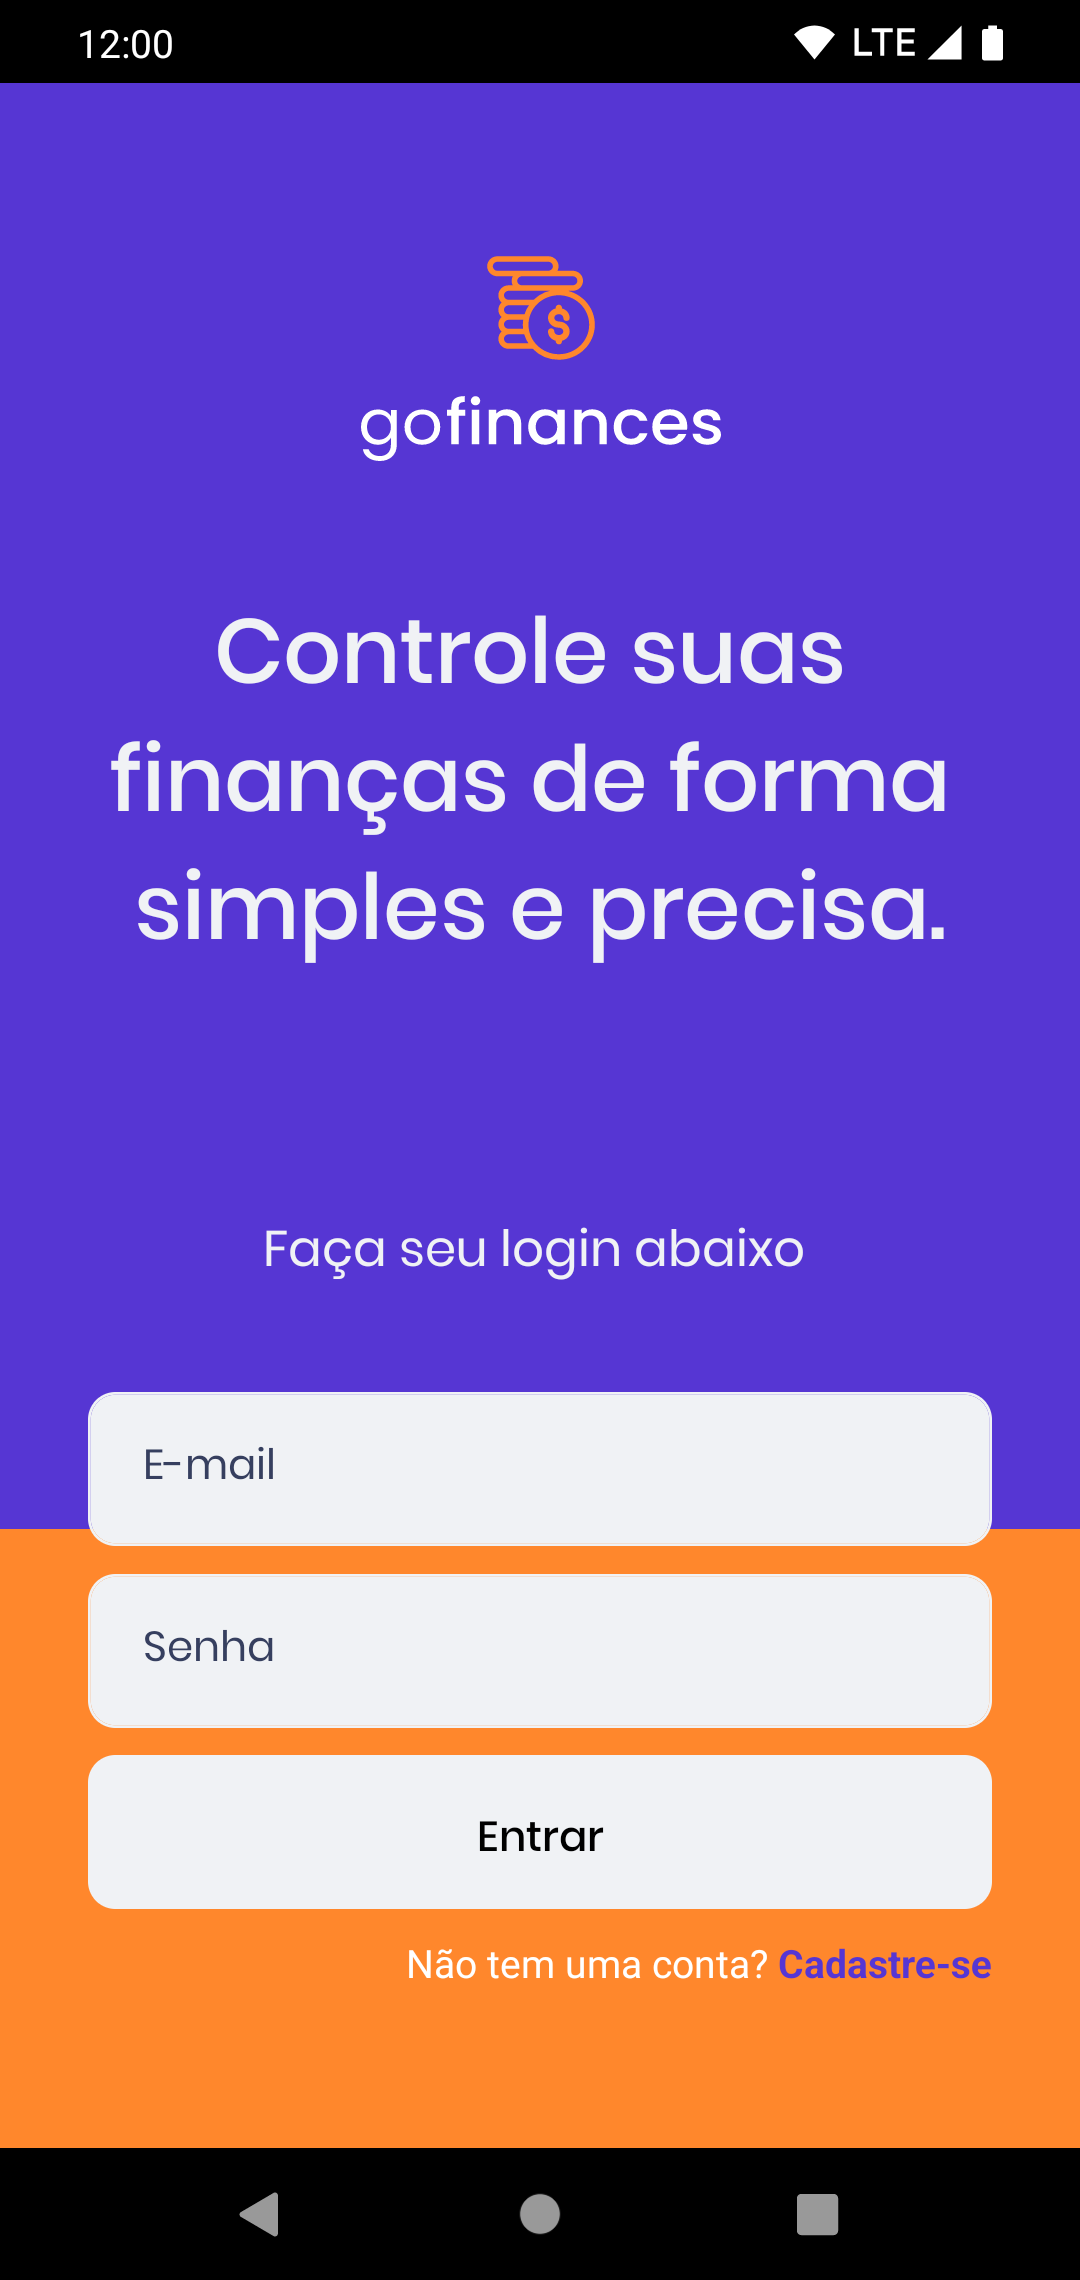 12:00 LTE
$
gofinances
Controle suas
finanças de forma
simples e precisa.
Faça seu login abaixo
E-mail
Senha
Entrar
Não tem uma conta? Cadastre-se